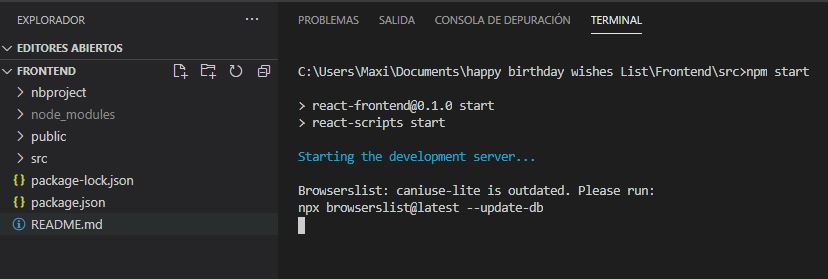 EXPLORADOR
EDITORES ABIERTOS
FRONTEND
nbproject
node_modules
public
src
package-lock.json
package.json
README.md
PROBLEMAS SALIDA CONSOLA DE DEPURACIÓN TERMINAL
C:\Users\Maxi\Documents\happy birthday wishes List\Frontend\src>npm start
> react-frontend@0.1.0 start
> react-scripts start
Starting the development server...
Browserslist: caniuse-lite is outdated. Please run:
npx browserslist@latest --update-db